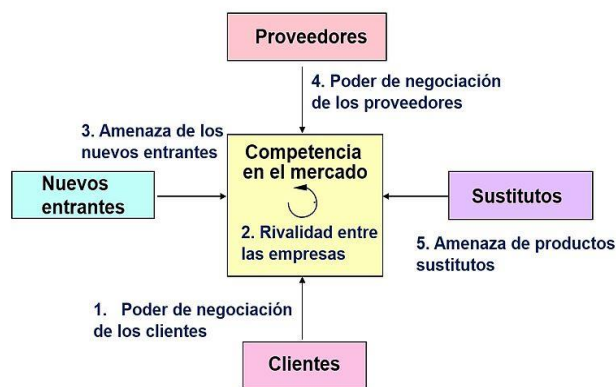 Proveedores
4. Poder de negociación
de los proveedores
3. Amenaza de los
nuevos entrantes
Competencia
en el mercado
Nuevos
entrantes
Sustitutos
2. Rivalidad entre
las empresas
5. Amenaza de productos
sustitutos
1. Poder de negociación
de los clientes
Clientes